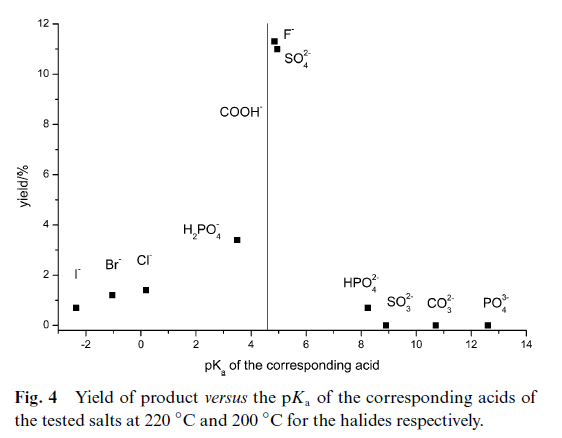 12
10
8
6
4
2
0
yield/%
F⁻
SO₄²⁻
COOH⁻
H₂PO₄⁻
I⁻
Br⁻
Cl⁻
HPO₄²⁻
SO₃²⁻
CO₃²⁻
PO₄³⁻
-2 0 2 4 6 8 10 12 14
pKₐ of the corresponding acid
Fig. 4 Yield of product versus the pKₐ of the corresponding acids of
the tested salts at 220 °C and 200 °C for the halides respectively.